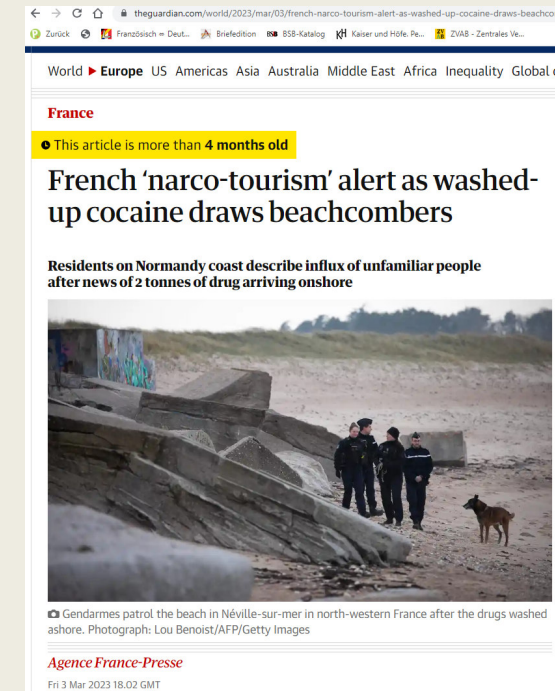 theguardian.com/world/2023/mar/03/french-narco-tourism-alert-as-washed-up-cocaine-draws-beachco
Zurück Französisch ⇔ Deut... Briefedition BSB BSB-Katalog KH Kaiser und Höfe. Pe... ZVAB - Zentrales Ve...
World Europe US Americas Asia Australia Middle East Africa Inequality Global
France
This article is more than 4 months old
French ‘narco-tourism’ alert as washed-
up cocaine draws beachcombers
Residents on Normandy coast describe influx of unfamiliar people
after news of 2 tonnes of drug arriving onshore
Gendarmes patrol the beach in Néville-sur-mer in north-western France after the drugs washed
ashore. Photograph: Lou Benoist/AFP/Getty Images
Agence France-Presse
Fri 3 Mar 2023 18.02 GMT